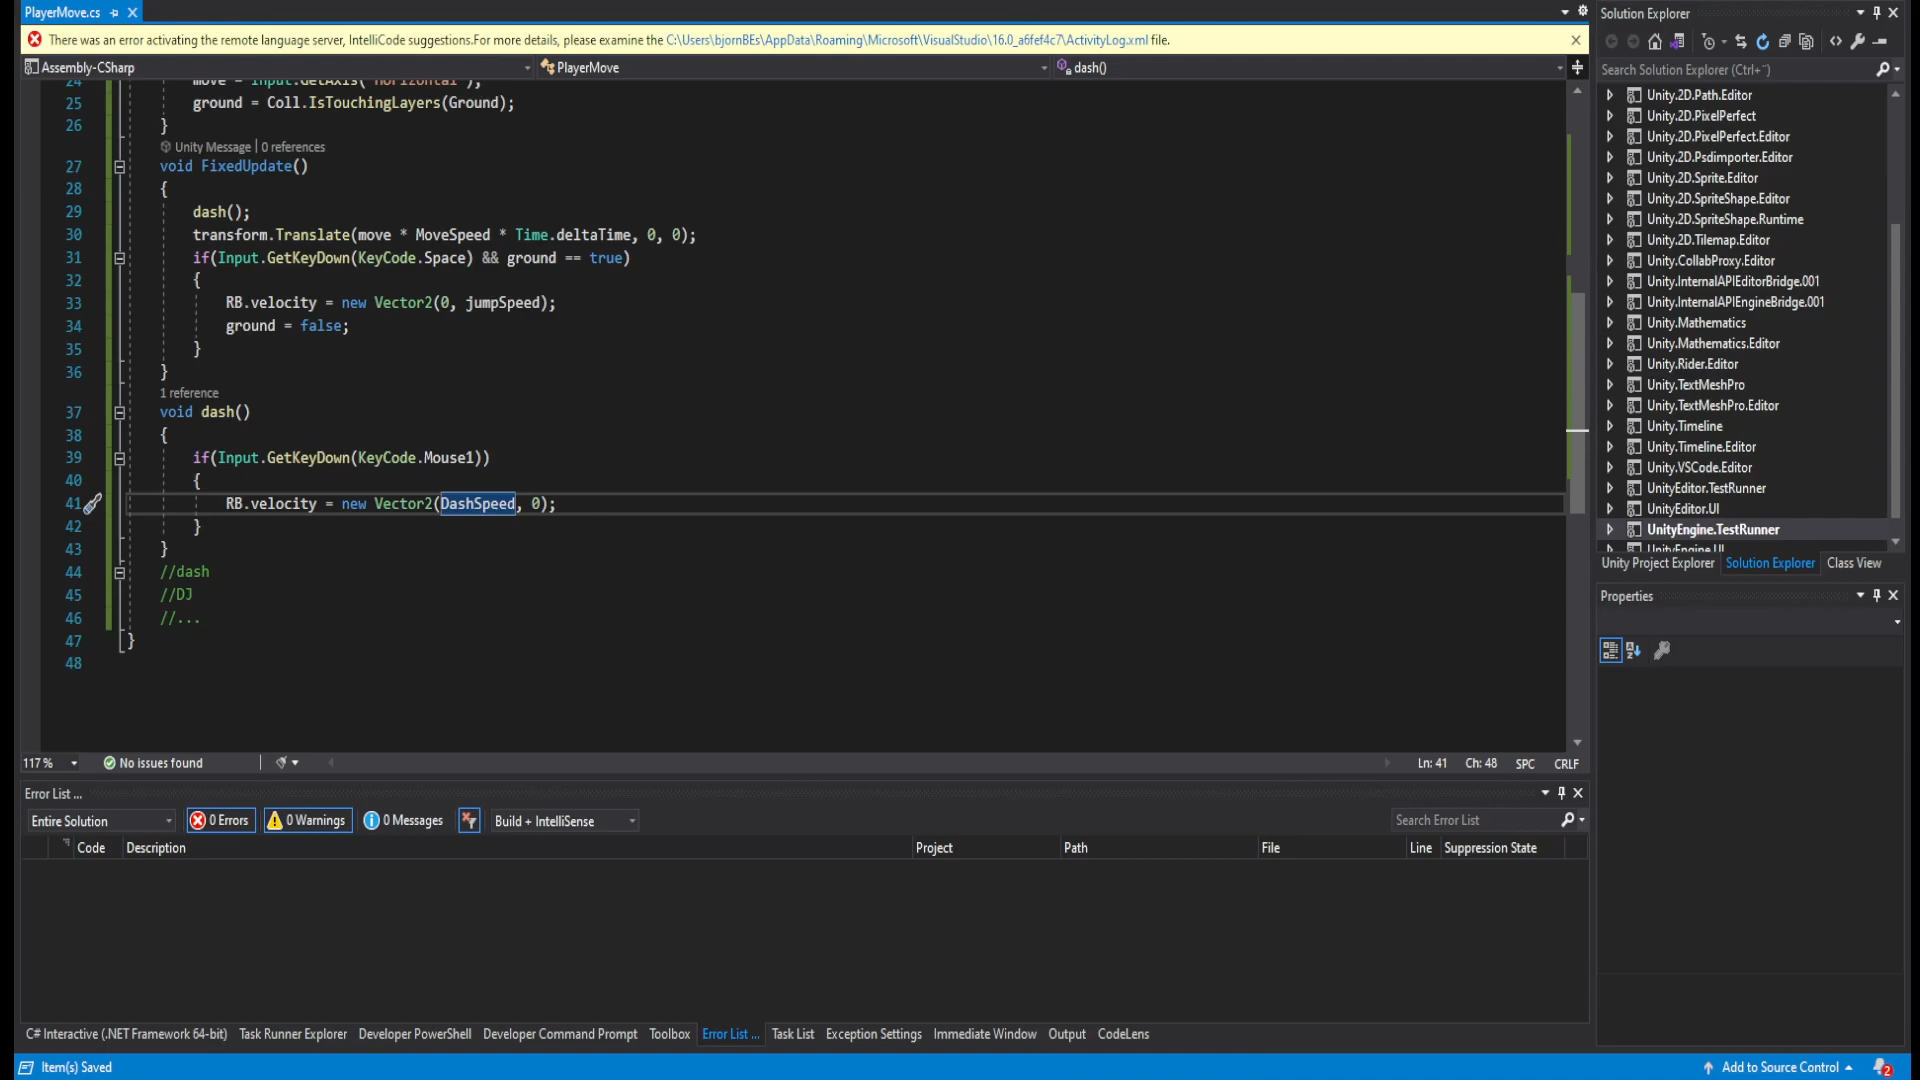 PlayerMove.cs
There was an error activating the remote language server, IntelliCode suggestions.For more details, please examine the C:\Users\bjornBEs\AppData\Roaming\Microsoft\VisualStudio\16.0_a6fef4c7\ActivityLog.xml file.
Assembly-CSharp
PlayerMove
dash()
24 move = Input.GetAxis("Horizontal");
25 ground = Coll.IsTouchingLayers(Ground);
26 }
Unity Message | 0 references
27 void FixedUpdate()
28 {
29 dash();
30 transform.Translate(move * MoveSpeed * Time.deltaTime, 0, 0);
31 if(Input.GetKeyDown(KeyCode.Space) && ground == true)
32 {
33 RB.velocity = new Vector2(0, jumpSpeed);
34 ground = false;
35 }
36 }
1 reference
37 void dash()
38 {
39 if(Input.GetKeyDown(KeyCode.Mouse1))
40 {
41 RB.velocity = new Vector2(DashSpeed, 0);
42 }
43 }
44 //dash
45 //DJ
46 //...
47 }
48
117 %
No issues found
Ln: 41
Ch: 48
SPC
CRLF
Error List ...
Entire Solution
0 Errors
0 Warnings
0 Messages
Build + IntelliSense
Search Error List
Code
Description
Project
Path
File
Line
Suppression State
C# Interactive (.NET Framework 64-bit)
Task Runner Explorer
Developer PowerShell
Developer Command Prompt
Toolbox
Error List ...
Task List
Exception Settings
Immediate Window
Output
CodeLens
Item(s) Saved
Add to Source Control
2
Solution Explorer
Search Solution Explorer (Ctrl+¨)
Unity.2D.Path.Editor
Unity.2D.PixelPerfect
Unity.2D.PixelPerfect.Editor
Unity.2D.Psdimporter.Editor
Unity.2D.Sprite.Editor
Unity.2D.SpriteShape.Editor
Unity.2D.SpriteShape.Runtime
Unity.2D.Tilemap.Editor
Unity.CollabProxy.Editor
Unity.InternalAPIEditorBridge.001
Unity.InternalAPIEngineBridge.001
Unity.Mathematics
Unity.Mathematics.Editor
Unity.Rider.Editor
Unity.TextMeshPro
Unity.TextMeshPro.Editor
Unity.Timeline
Unity.Timeline.Editor
Unity.VSCode.Editor
UnityEditor.TestRunner
UnityEditor.UI
UnityEngine.TestRunner
UnityEngine.UI
Unity Project Explorer
Solution Explorer
Class View
Properties